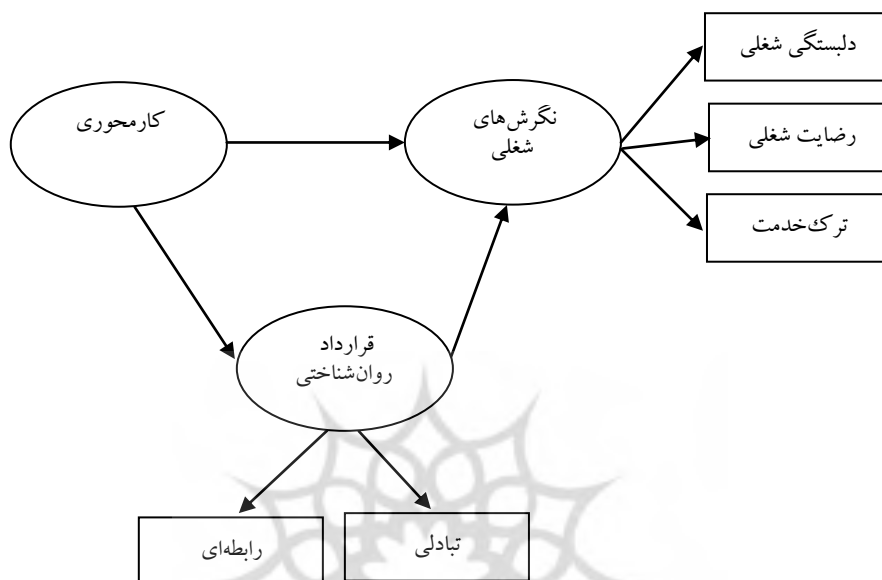 دلبستگی شغلی
کارمحوری
نگرش‌های
شغلی
رضایت شغلی
ترک‌خدمت
قرارداد
روان‌شناختی
تبادلی
رابطه‌ای